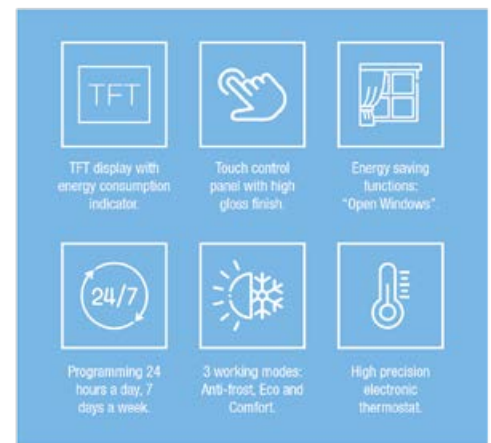 TFT
TFT display with
energy consumption
indicator.
Touch control
panel with high
gloss finish.
Energy saving
functions:
"Open Windows".
24/7
Programming 24
hours a day, 7
days a week.
3 working modes:
Anti-frost, Eco and
Comfort.
High precision
electronic
thermostat.